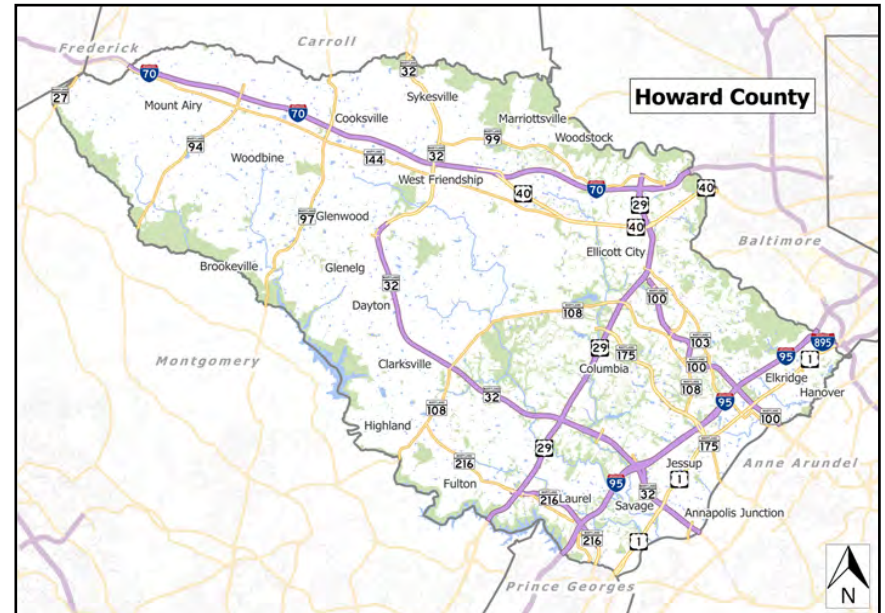 Frederick
Carroll
32
70
27
Mount Airy
Sykesville
Howard County
70
Cooksville
Marriottsville
94
99
Woodstock
Woodbine
144
32
West Friendship
40
70
40
29
97
Glenwood
40
Baltimore
Ellicott City
Brookeville
Glenelg
32
100
Dayton
108
103
895
29
175
95
1
Montgomery
Clarksville
Columbia
100
Elkridge
32
108
Hanover
108
95
100
Highland
175
29
216
Jessup
Anne Arundel
Fulton
95
1
216
Laurel
32
Savage
Annapolis Junction
216
1
Prince Georges
N